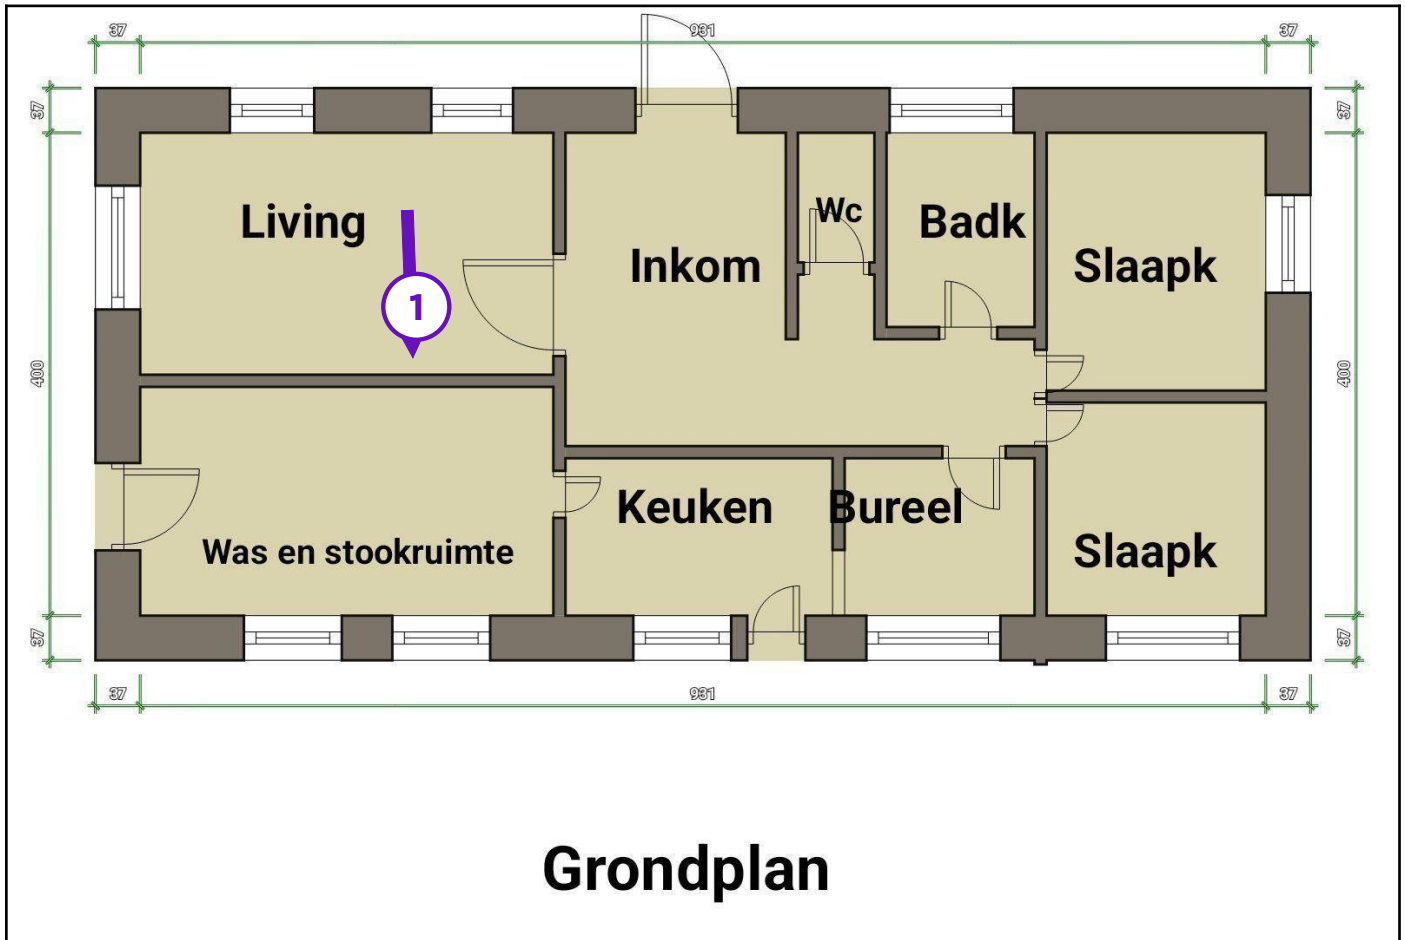 37 931 37
37 37
Living
Wc
Badk
Inkom
Slaapk
1
400 400
Keuken
Bureel
Was en stookruimte
Slaapk
37 37
37 931 37
Grondplan